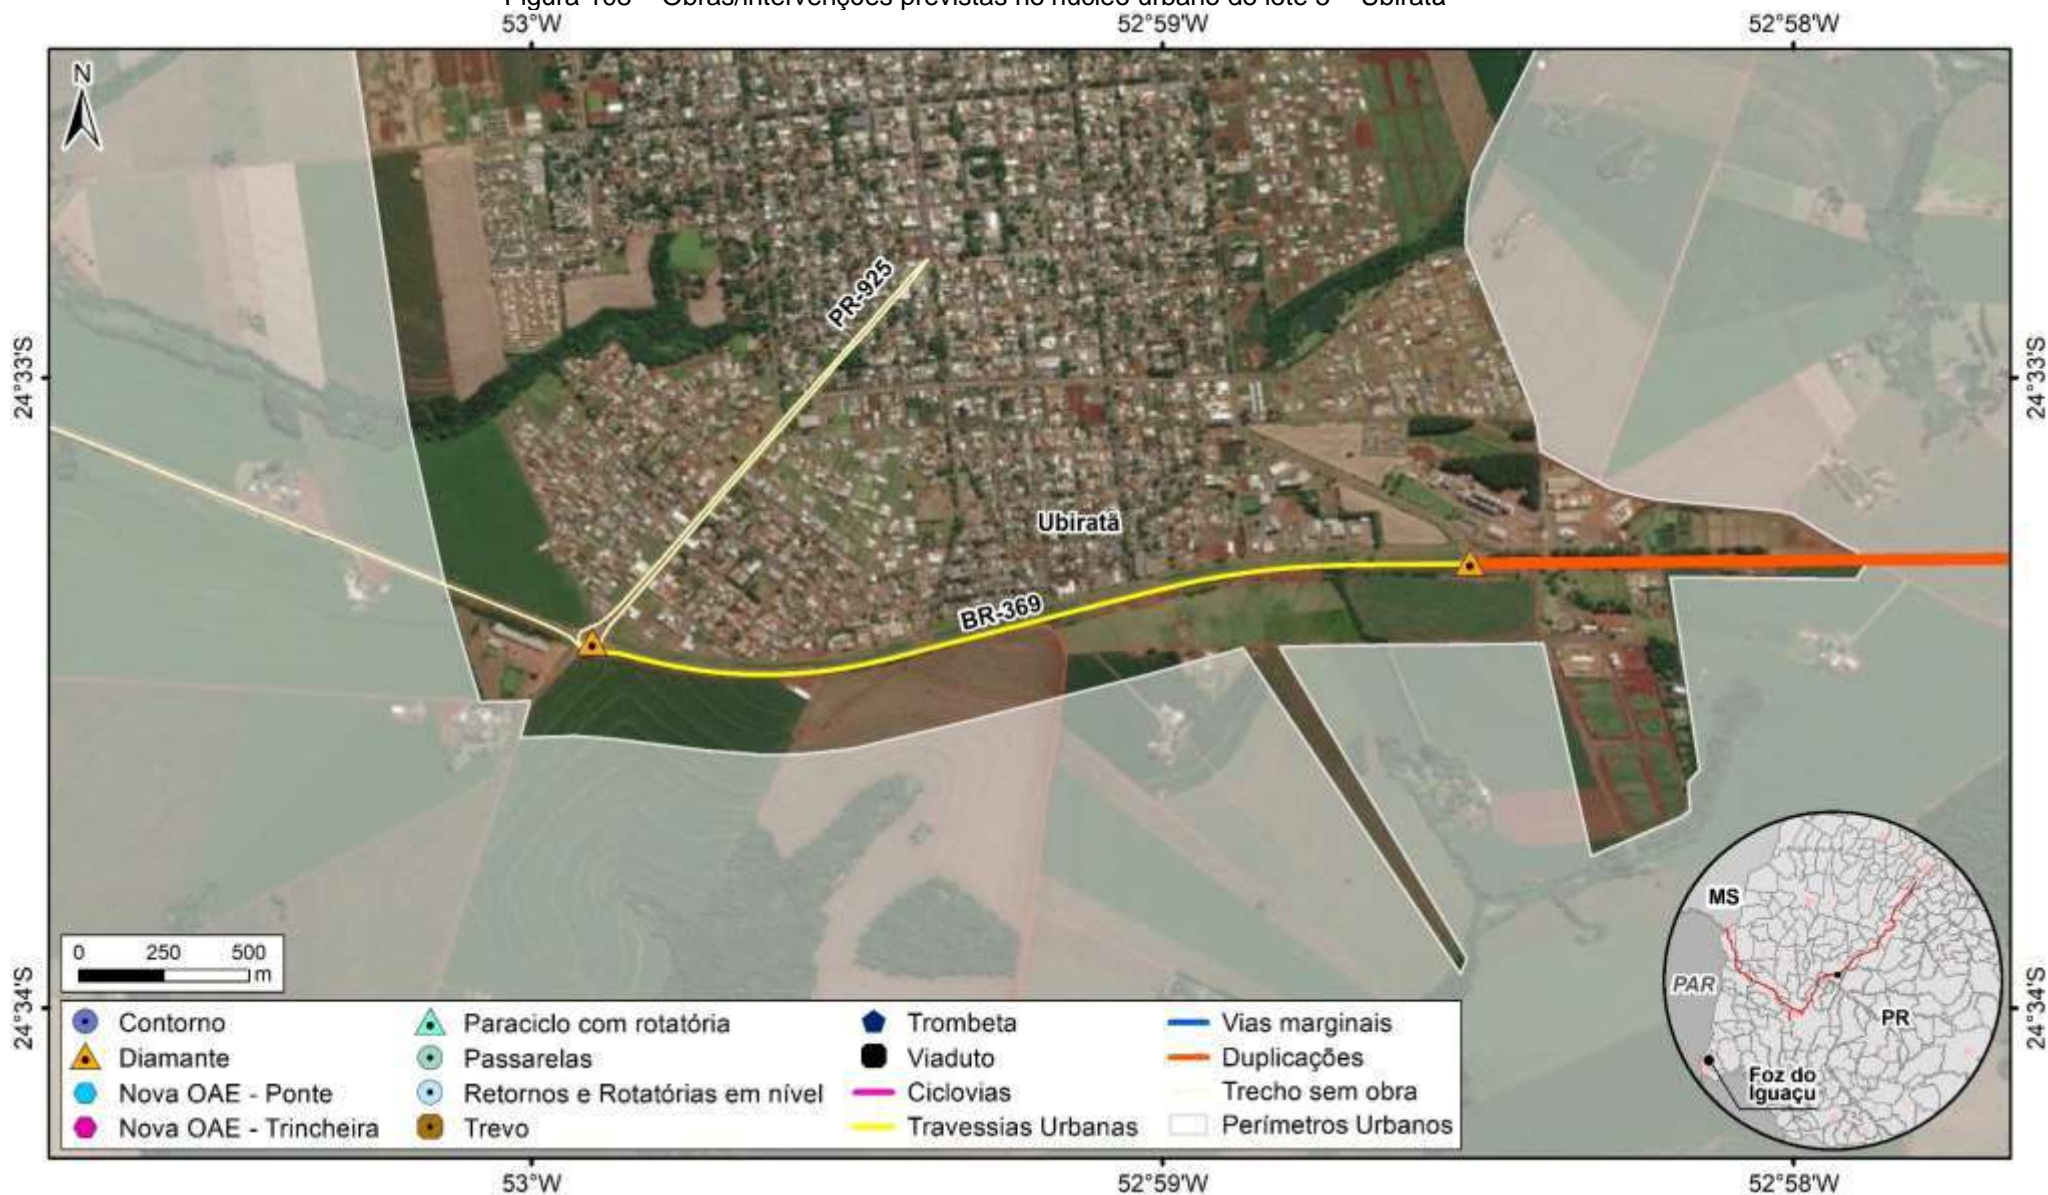 53°W 52°59'W 52°58'W
N
PR-925
24°33'S 24°33'S
Ubiratã
BR-369
0 250 500
m
24°34'S 24°34'S
MS
PAR
PR
Foz do
Iguaçu
Contorno
Diamante
Nova OAE - Ponte
Nova OAE - Trincheira
Paraciclo com rotatória
Passarelas
Retornos e Rotatórias em nível
Trevo
Trombeta
Viaduto
Ciclovias
Travessias Urbanas
Vias marginais
Duplicações
Trecho sem obra
Perímetros Urbanos
53°W 52°59'W 52°58'W